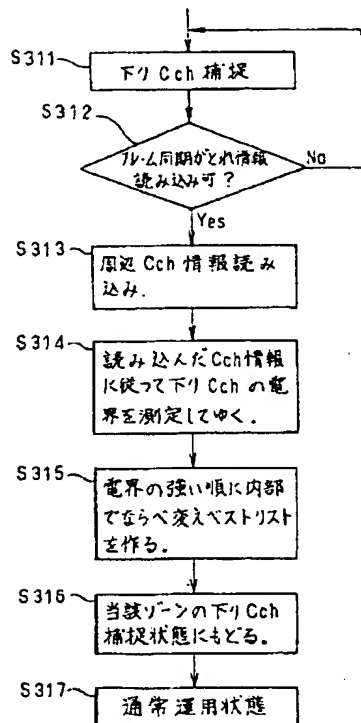 S311
下りCch 捕捉
S312
フレーム同期がとれ情報
読み込み可?
No
Yes
S313
周辺Cch 情報読み
込み.
S314
読み込んだCch情報
に従って下りCchの電
界を測定してゆく。
S315
電界の強い順に内部
でならべ変えベストリスト
を作る。
S316
当該ゾーンの下りCch
捕捉状態にもどる。
S317
通常運用状態